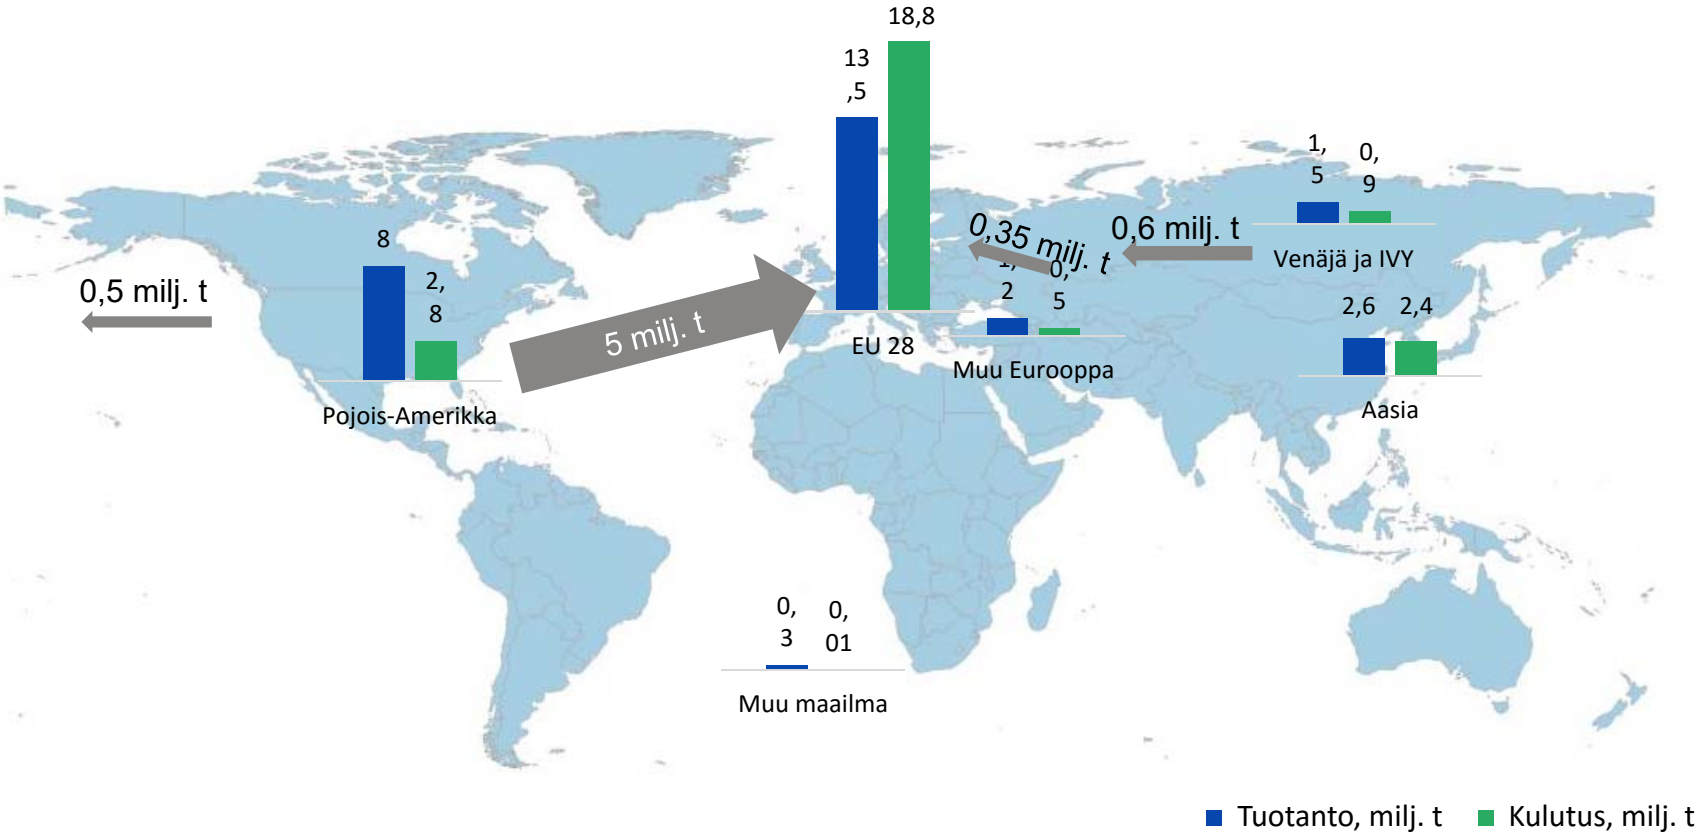 18,8
13
,5
1,
5
0,
9
8
2,
8
0,5 milj. t
5 milj. t
0,35 milj. t
0,6 milj. t
Venäjä ja IVY
1,
2
0,
5
2,6
2,4
EU 28
Muu Eurooppa
Pojois-Amerikka
Aasia
0,
3
0,
01
Muu maailma
Tuotanto, milj. t
Kulutus, milj. t